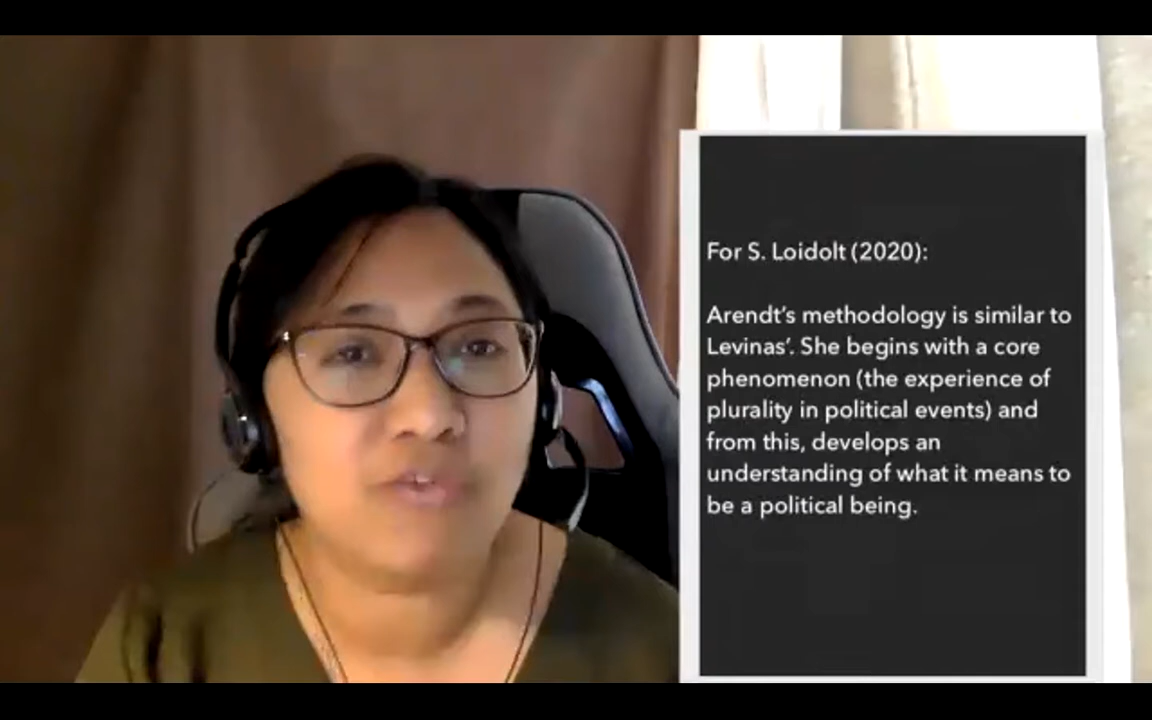 For S. Loidolt (2020):
Arendt's methodology is similar to
Levinas'. She begins with a core
phenomenon (the experience of
plurality in political events) and
from this, develops an
understanding of what it means to
be a political being.